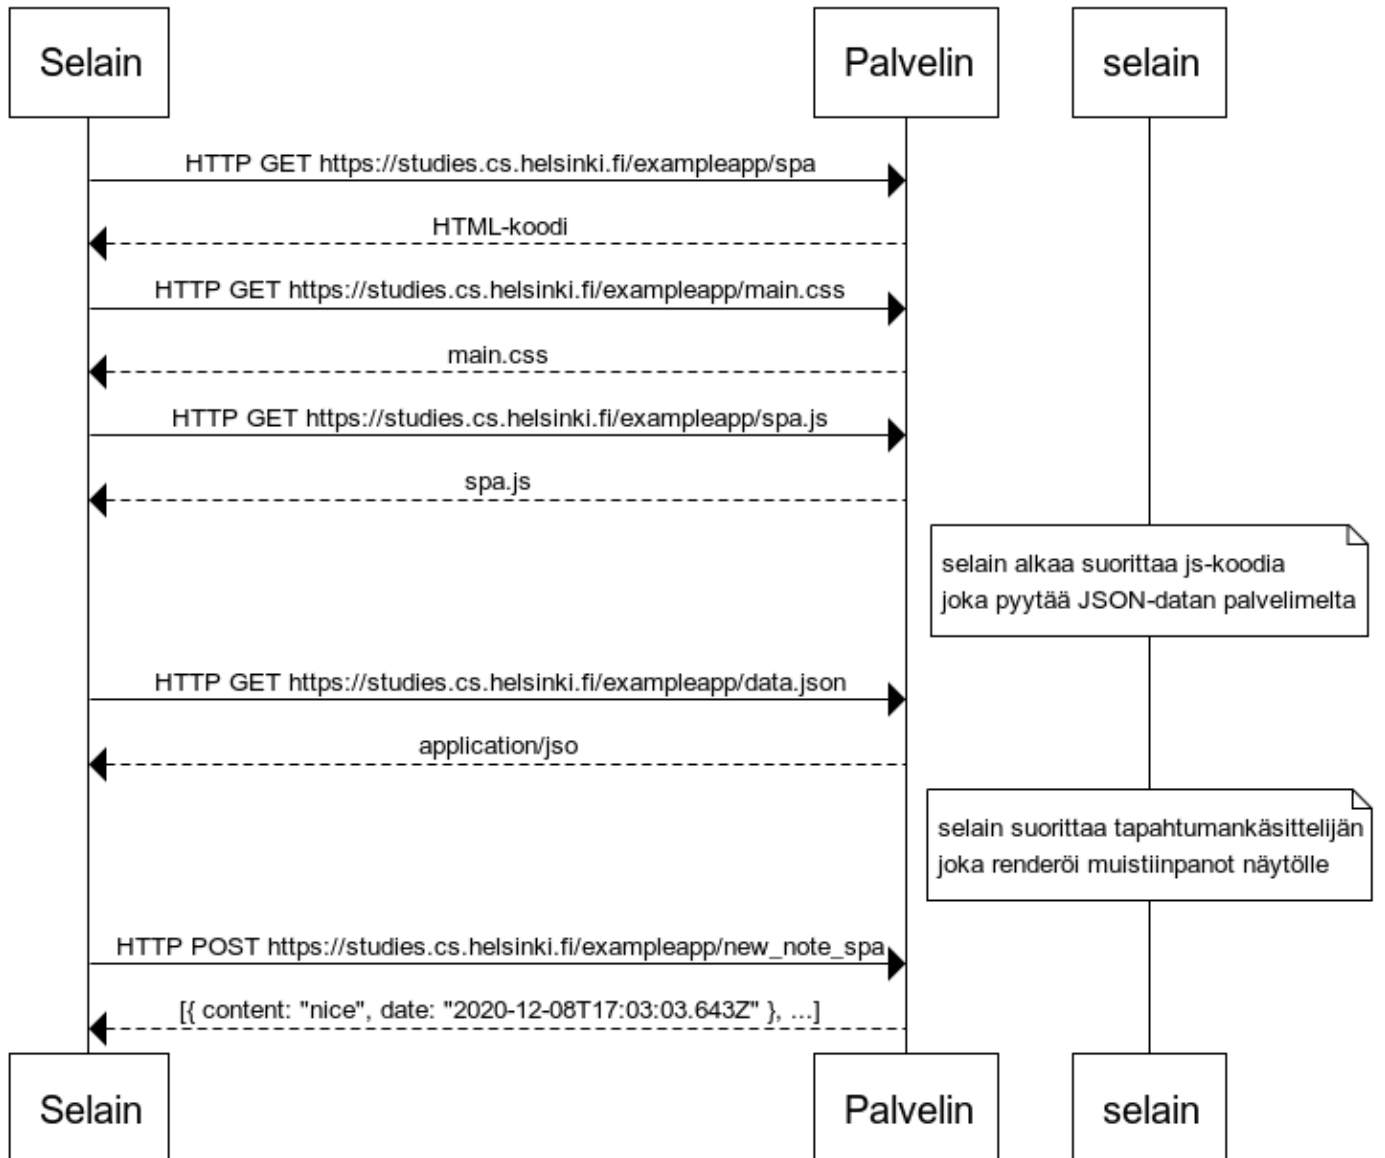 Selain
Palvelin
selain
HTTP GET https://studies.cs.helsinki.fi/exampleapp/spa
HTML-koodi
HTTP GET https://studies.cs.helsinki.fi/exampleapp/main.css
main.css
HTTP GET https://studies.cs.helsinki.fi/exampleapp/spa.js
spa.js
selain alkaa suorittaa js-koodia
joka pyytää JSON-datan palvelimelta
HTTP GET https://studies.cs.helsinki.fi/exampleapp/data.json
application/jso
selain suorittaa tapahtumankäsittelijän
joka renderöi muistiinpanot näytölle
HTTP POST https://studies.cs.helsinki.fi/exampleapp/new_note_spa
[{ content: "nice", date: "2020-12-08T17:03:03.643Z" }, ...]
Selain
Palvelin
selain